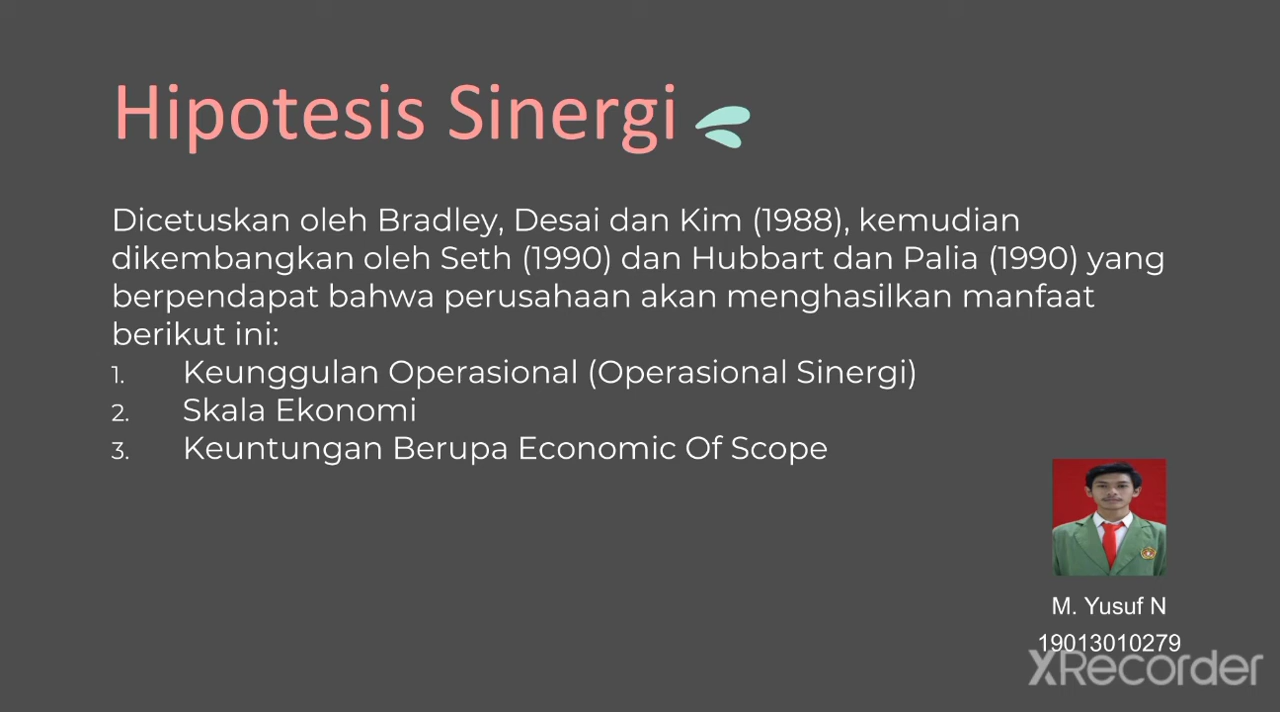 Hipotesis Sinergi
Dicetuskan oleh Bradley, Desai dan Kim (1988), kemudian
dikembangkan oleh Seth (1990) dan Hubbart dan Palia (1990) yang
berpendapat bahwa perusahaan akan menghasilkan manfaat
berikut ini:
1. Keunggulan Operasional (Operasional Sinergi)
2. Skala Ekonomi
3. Keuntungan Berupa Economic Of Scope
M. Yusuf N
19013010279
XRecorder